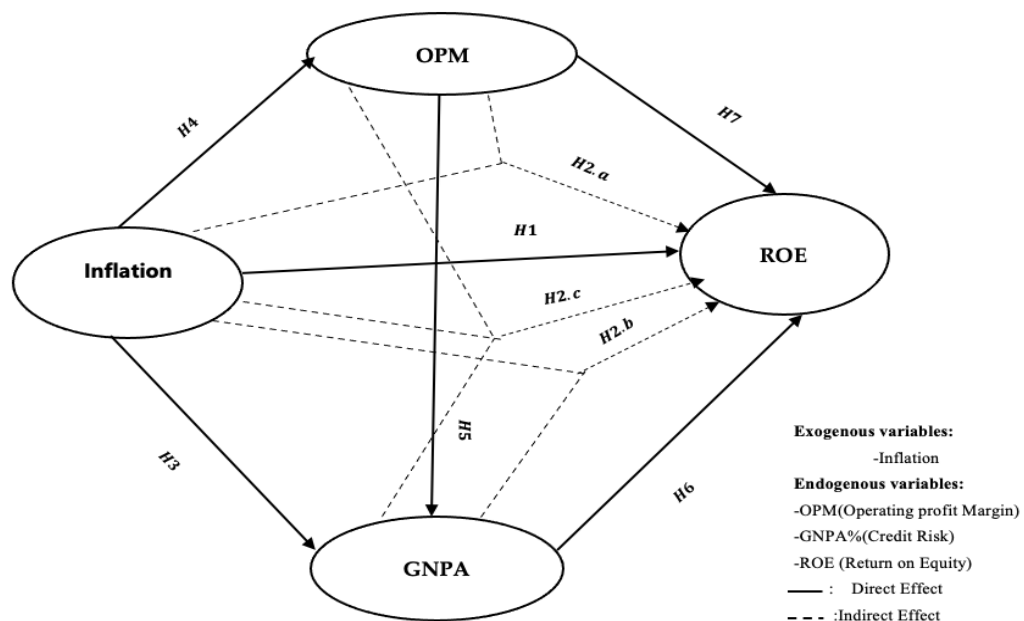 OPM
H4
H7
H2.a
H1
ROE
Inflation
H2.c
H2.b
H5
H3
H6
GNPA
Exogenous variables:
-Inflation
Endogenous variables:
-OPM(Operating profit Margin)
-GNPA%(Credit Risk)
-ROE (Return on Equity)
: Direct Effect
:Indirect Effect